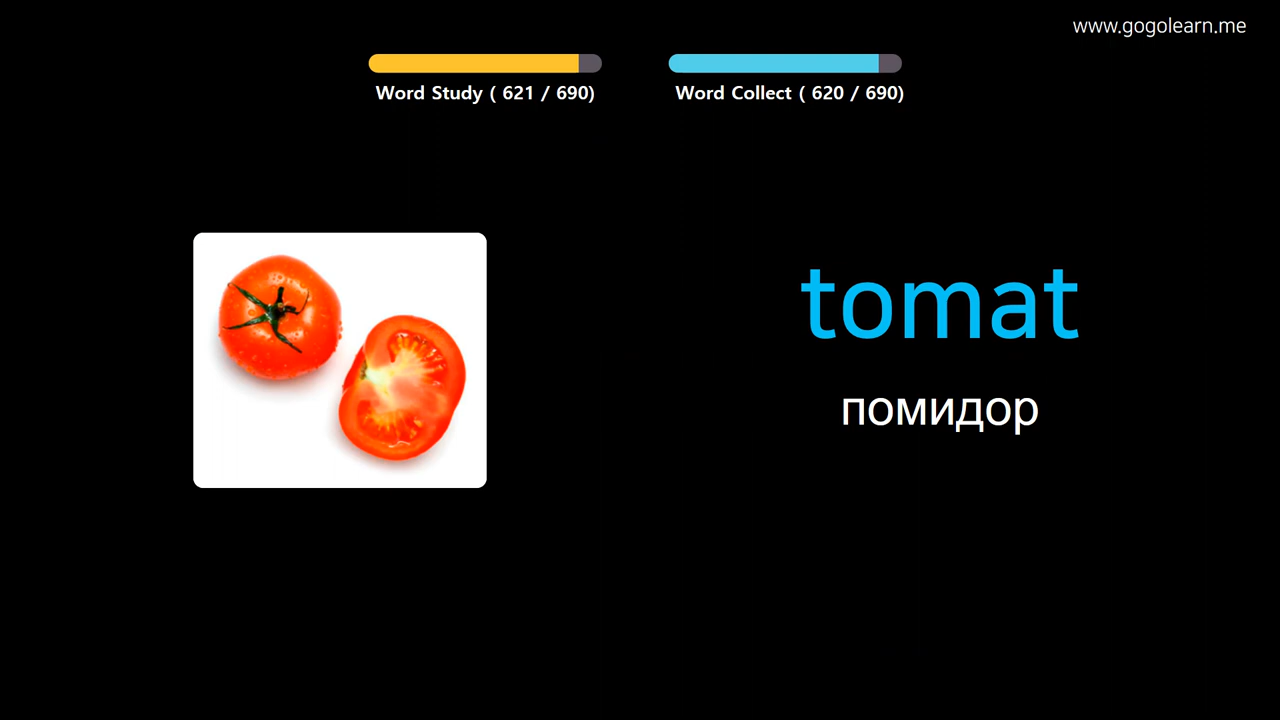 www.gogolearn.me
Word Study ( 621 / 690)
Word Collect ( 620 / 690)
tomat
помидор